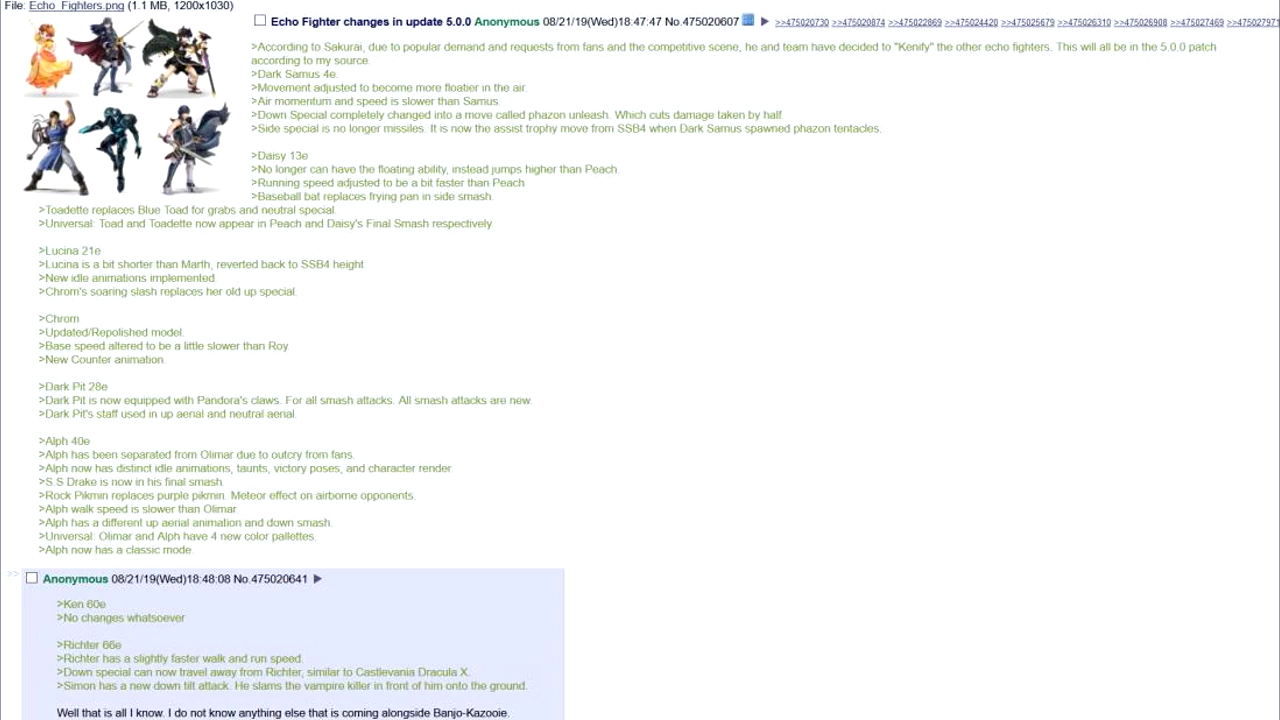 File: Echo_Fighters.png (1.1 MB, 1200x1030)
Echo Fighter changes in update 5.0.0 Anonymous 08/21/19(Wed)18:47:47 No.475020607 ▶ >>475020730 >>475020874 >>475022869 >>475024420 >>475025679 >>475026310 >>475026908 >>475027469 >>47502797
>According to Sakurai, due to popular demand and requests from fans and the competitive scene, he and team have decided to "Kenify" the other echo fighters. This will all be in the 5.0.0 patch
according to my source.
>Dark Samus 4e.
>Movement adjusted to become more floatier in the air.
>Air momentum and speed is slower than Samus.
>Down Special completely changed into a move called phazon unleash. Which cuts damage taken by half
>Side special is no longer missiles. It is now the assist trophy move from SSB4 when Dark Samus spawned phazon tentacles.
>Daisy 13e
>No longer can have the floating ability, instead jumps higher than Peach.
>Running speed adjusted to be a bit faster than Peach
>Baseball bat replaces frying pan in side smash.
>Toadette replaces Blue Toad for grabs and neutral special.
>Universal: Toad and Toadette now appear in Peach and Daisy's Final Smash respectively
>Lucina 21e
>Lucina is a bit shorter than Marth, reverted back to SSB4 height
>New idle animations implemented.
>Chrom's soaring slash replaces her old up special.
>Chrom
>Updated/Repolished model.
>Base speed altered to be a little slower than Roy.
>New Counter animation.
>Dark Pit 28e
>Dark Pit is now equipped with Pandora's claws. For all smash attacks. All smash attacks are new.
>Dark Pit's staff used in up aerial and neutral aerial.
>Alph 40e
>Alph has been separated from Olimar due to outcry from fans.
>Alph now has distinct idle animations, taunts, victory poses, and character render
>S.S Drake is now in his final smash.
>Rock Pikmin replaces purple pikmin. Meteor effect on airborne opponents.
>Alph walk speed is slower than Olimar
>Alph has a different up aerial animation and down smash.
>Universal: Olimar and Alph have 4 new color pallettes.
>Alph now has a classic mode.
>> Anonymous 08/21/19(Wed)18:48:08 No.475020641 ▶
>Ken 60e
>No changes whatsoever
>Richter 66e
>Richter has a slightly faster walk and run speed.
>Down special can now travel away from Richter, similar to Castlevania Dracula X.
>Simon has a new down tilt attack. He slams the vampire killer in front of him onto the ground.
Well that is all I know. I do not know anything else that is coming alongside Banjo-Kazooie.